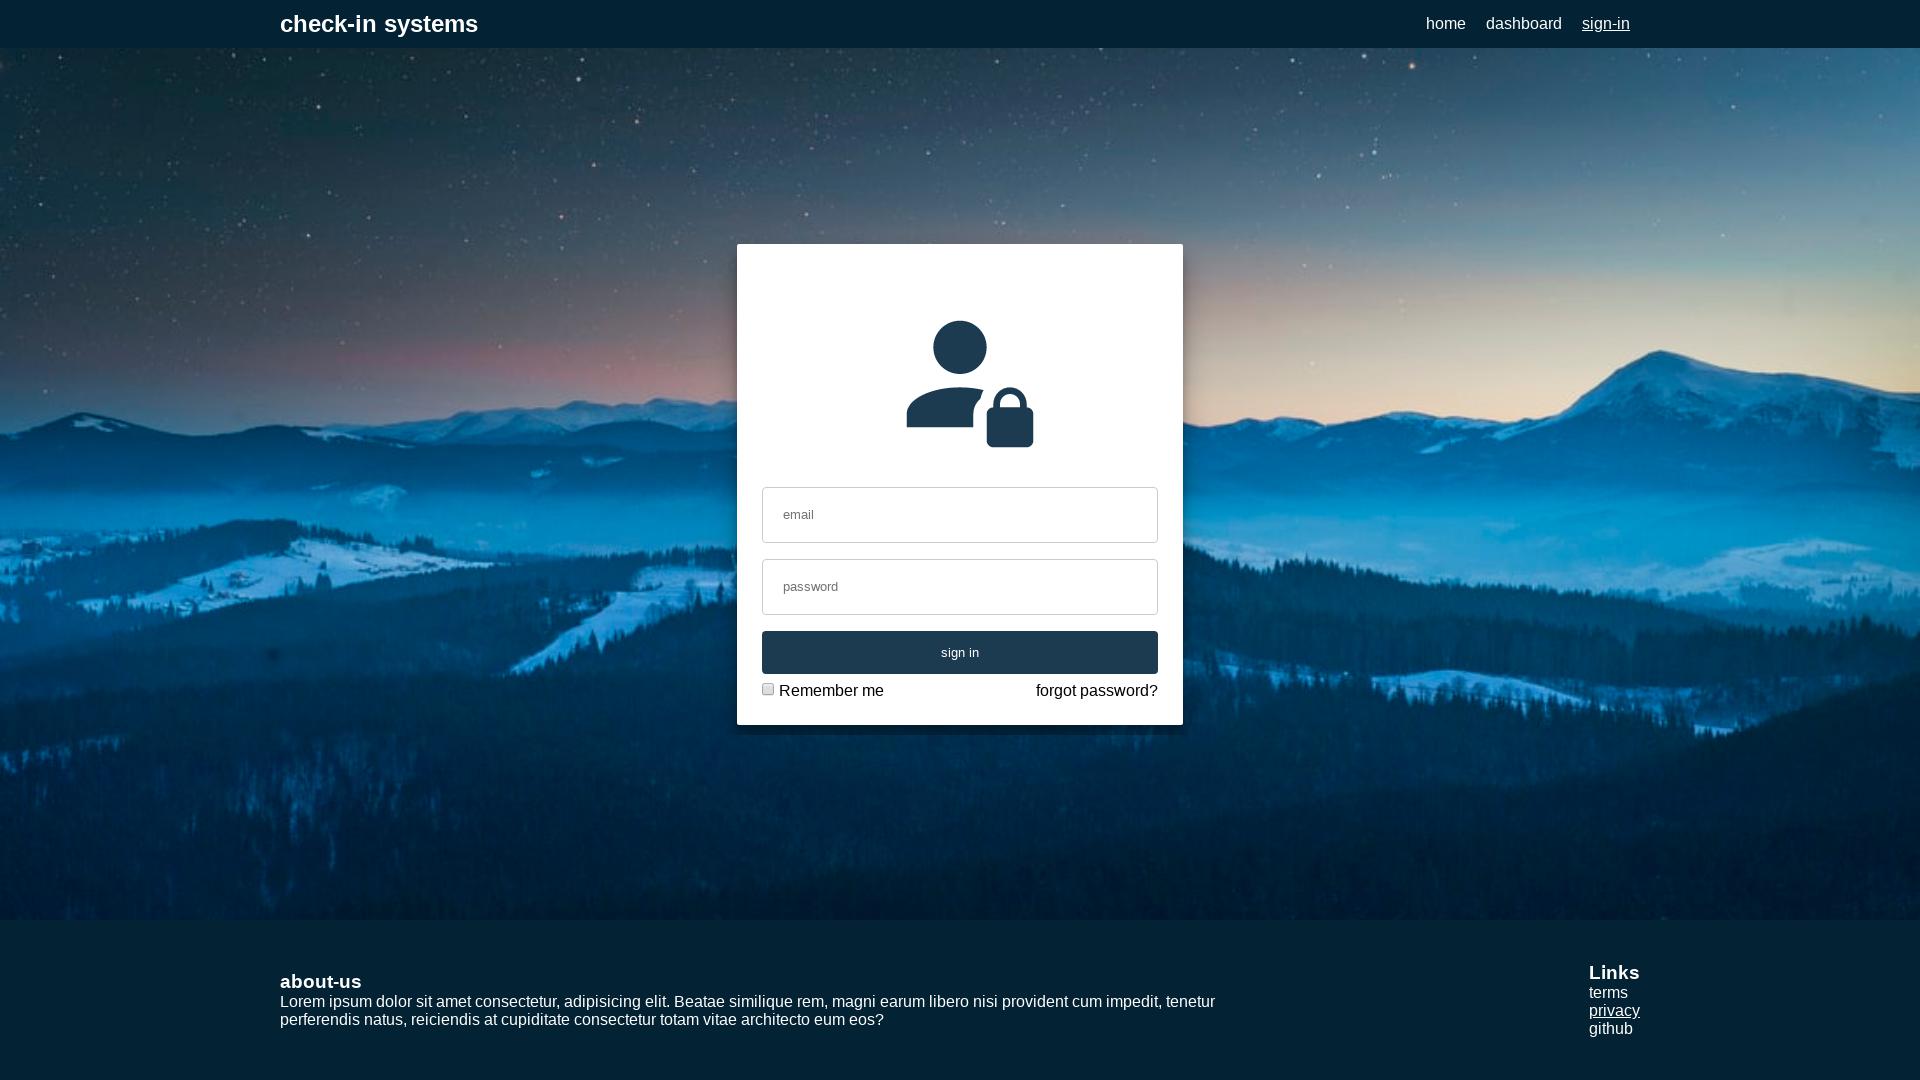 check-in systems
home dashboard sign-in
email
password
sign in
Remember me forgot password?
about-us
Lorem ipsum dolor sit amet consectetur, adipisicing elit. Beatae similique rem, magni earum libero nisi provident cum impedit, tenetur
perferendis natus, reiciendis at cupiditate consectetur totam vitae architecto eum eos?
Links
terms
privacy
github